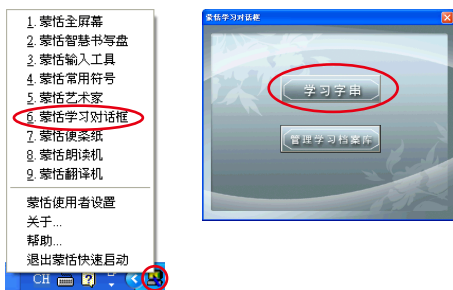 1. 蒙恬全屏幕
2. 蒙恬智慧书写盘
3. 蒙恬输入工具
4. 蒙恬常用符号
5. 蒙恬艺术家
6. 蒙恬学习对话框
7. 蒙恬便条纸
8. 蒙恬朗读机
9. 蒙恬翻译机
蒙恬使用者设置
关于...
帮助...
退出蒙恬快速启动
CH
蒙恬学习对话框
学习字串
管理学习档案库